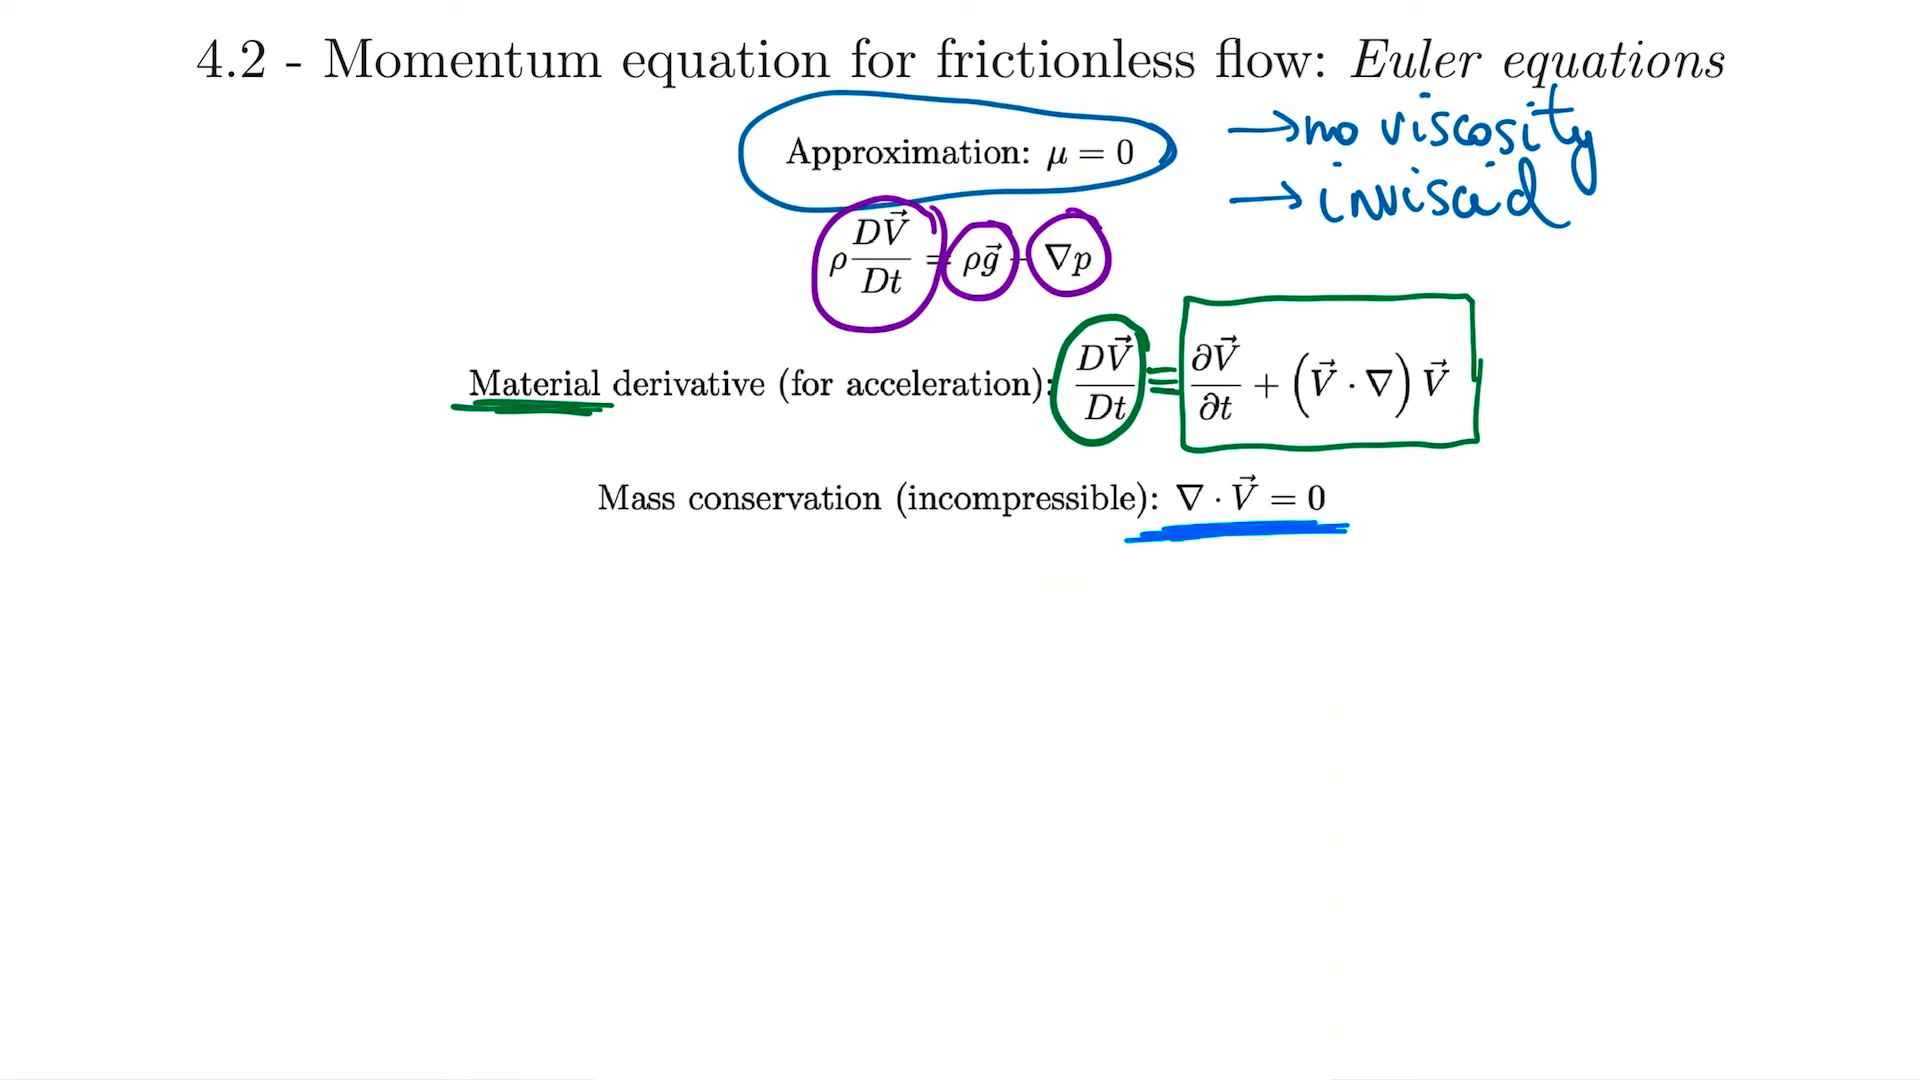 4.2 - Momentum equation for frictionless flow: Euler equations
Approximation: μ = 0
→ no viscosity
→ inviscid
ρ DV⃗/Dt = ρg⃗ - ∇p
Material derivative (for acceleration): DV⃗/Dt ≡ ∂V⃗/∂t + (V⃗ · ∇) V⃗
Mass conservation (incompressible): ∇ · V⃗ = 0